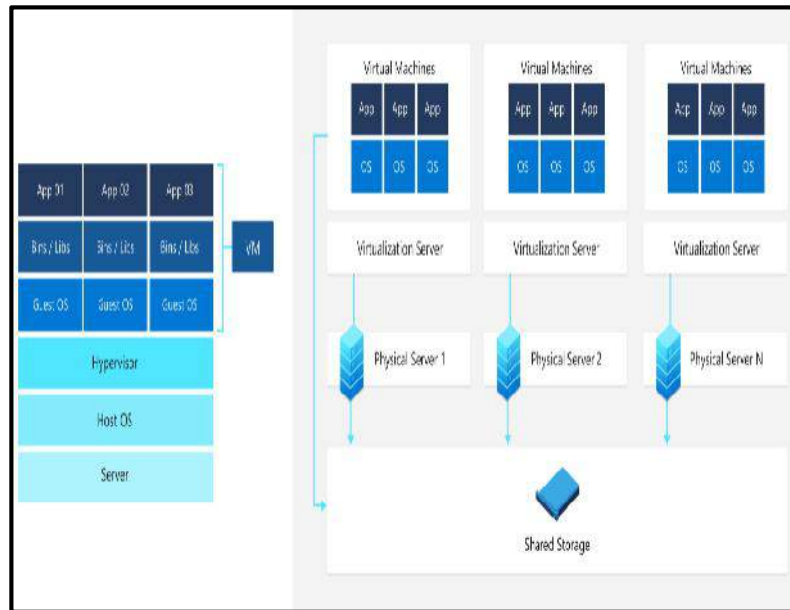 App 01 App 02 App 03
Bins / Libs Bins / Libs Bins / Libs
VM
Guest OS Guest OS Guest OS
Hypervisor
Host OS
Server
Virtual Machines Virtual Machines Virtual Machines
App App App App App App App App App
OS OS OS OS OS OS OS OS OS
Virtualization Server Virtualization Server Virtualization Server
Physical Server 1 Physical Server 2 Physical Server N
Shared Storage